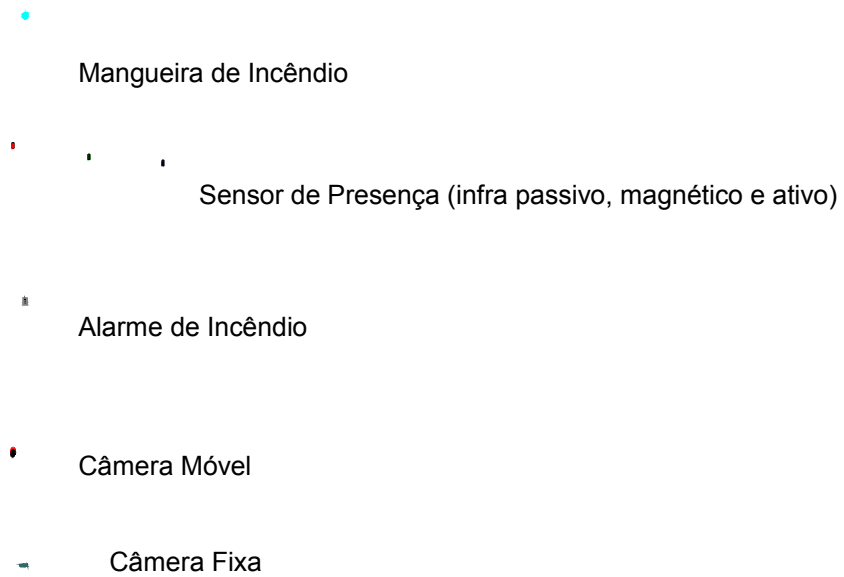 Mangueira de Incêndio
Sensor de Presença (infra passivo, magnético e ativo)
Alarme de Incêndio
Câmera Móvel
Câmera Fixa